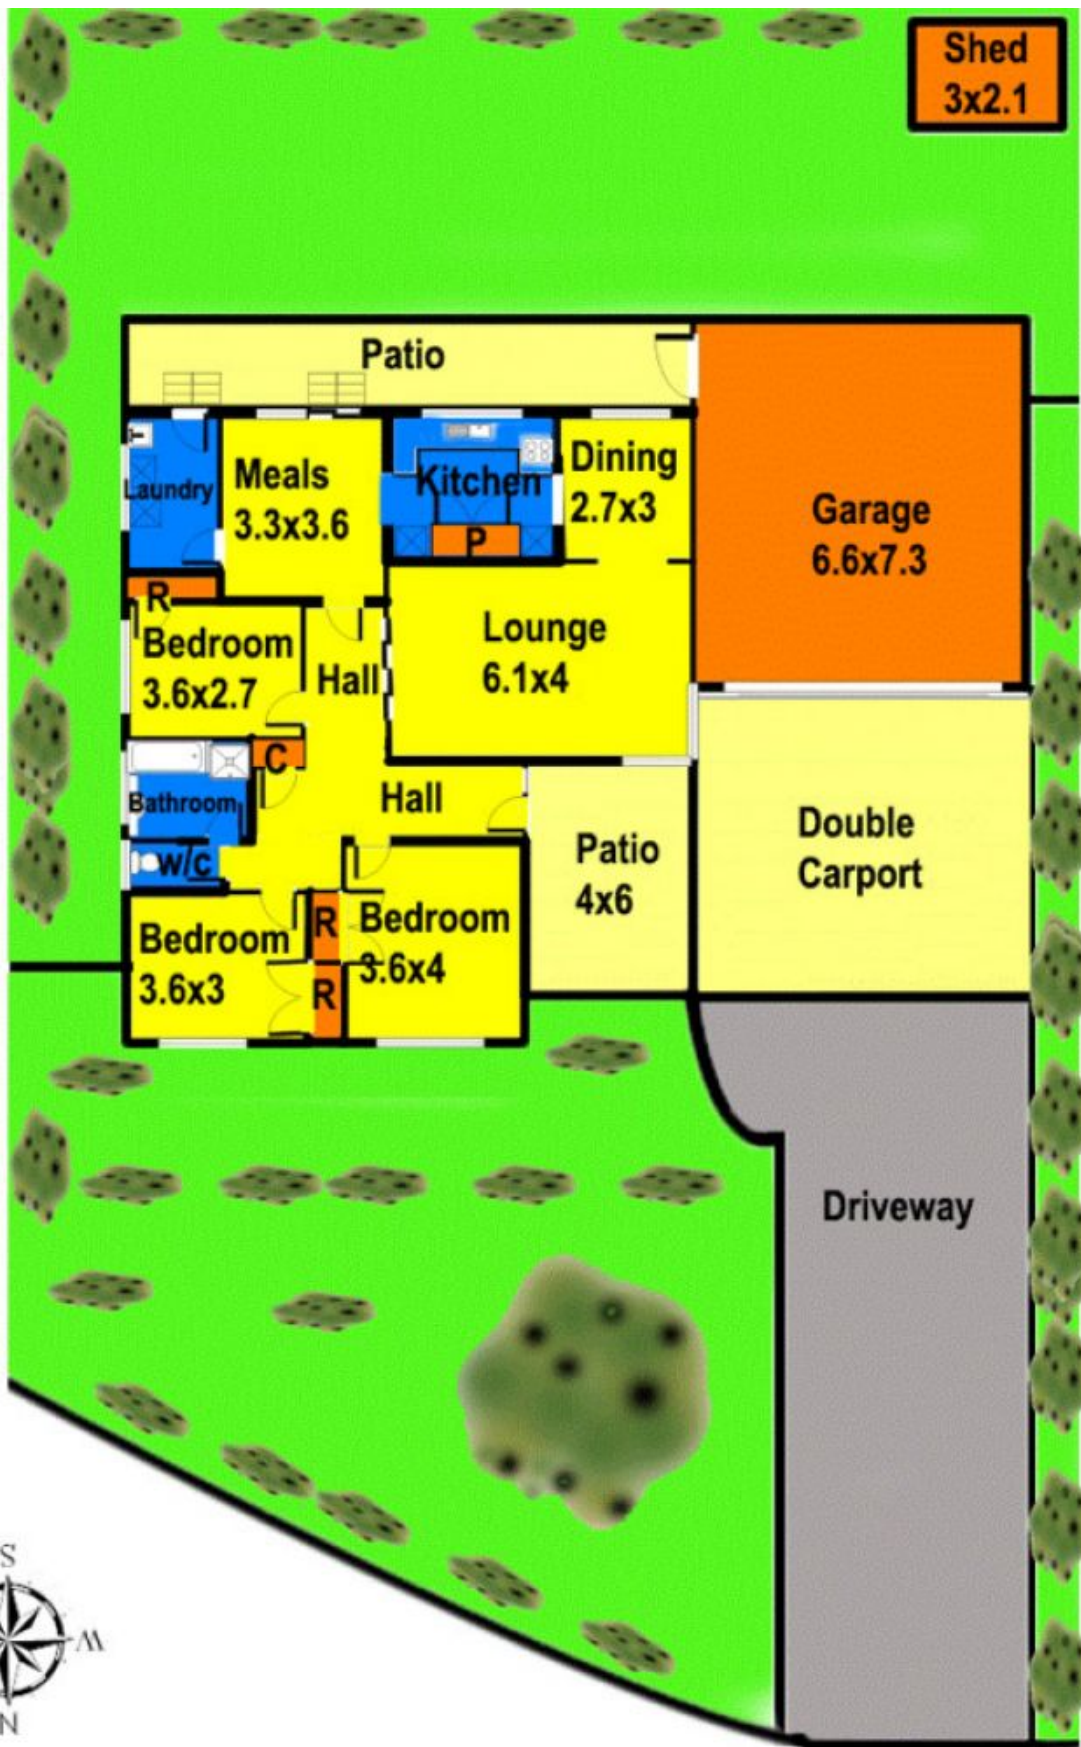 Shed
3x2.1
Patio
Laundry
Meals
3.3x3.6
Kitchen
P
Dining
2.7x3
Garage
6.6x7.3
R
Bedroom
3.6x2.7
Hall
Lounge
6.1x4
C
Bathroom
Hall
w/c
Patio
4x6
Double
Carport
Bedroom
3.6x3
R
R
Bedroom
3.6x4
Driveway
S
W
N